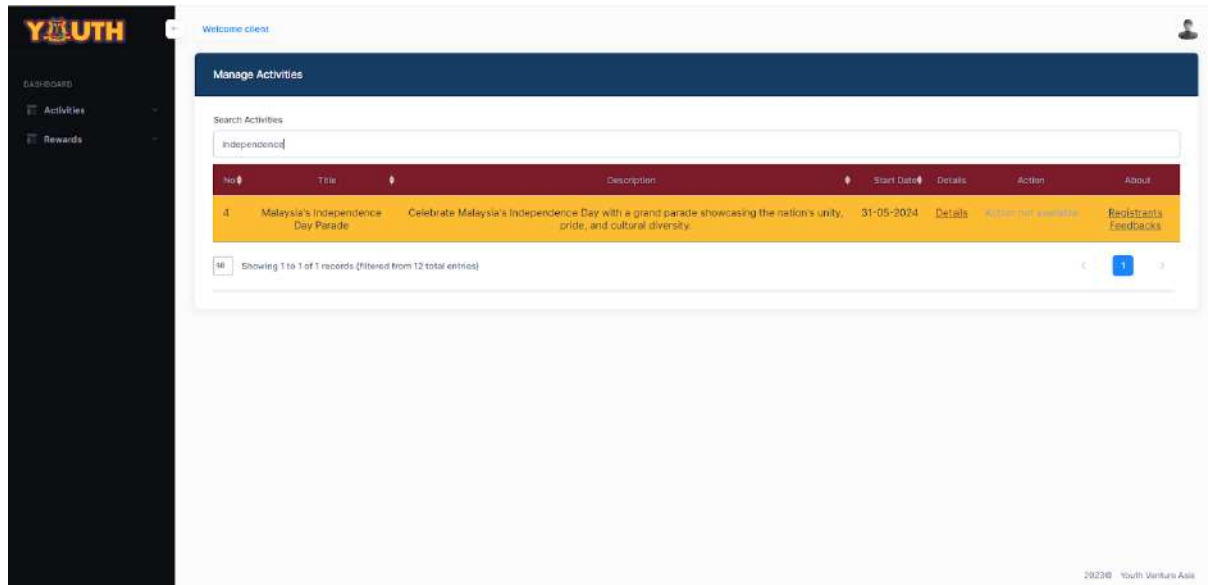 YOUTH
Welcome client
DASHBOARD
Activities
Rewards
Manage Activities
Search Activities
independence
No Title Description Start Date Details Action About
4 Malaysia's Independence Day Parade Celebrate Malaysia's Independence Day with a grand parade showcasing the nation's unity, pride, and cultural diversity. 31-05-2024 Details Action not available Registrants Feedbacks
Showing 1 to 1 of 1 records (filtered from 12 total entries)
1
2023© Youth Venture Asia